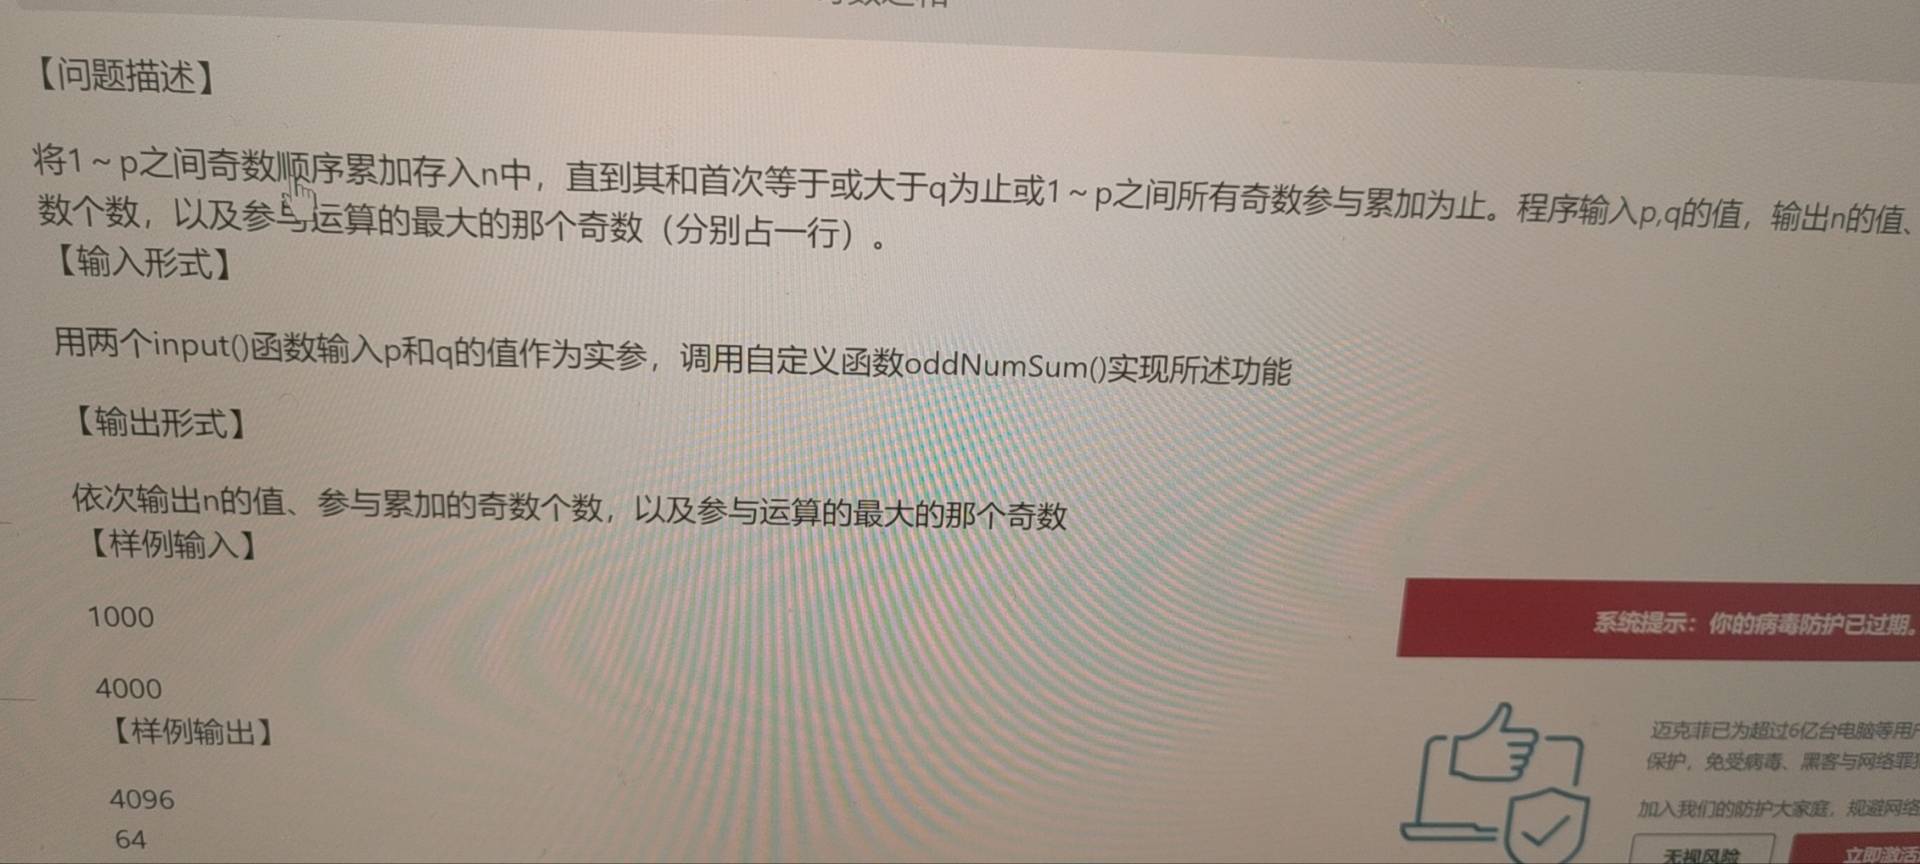 【问题描述】
将1～p之间奇数顺序累加存入n中，直到其和首次等于或大于q为止或1～p之间所有奇数参与累加为止。程序输入p,q的值，输出n的值、
数个数，以及参与运算的最大的那个奇数（分别占一行）。
【输入形式】
用两个input()函数输入p和q的值作为实参，调用自定义函数oddNumSum()实现所述功能
【输出形式】
依次输出n的值、参与累加的奇数个数，以及参与运算的最大的那个奇数
【样例输入】
1000
4000
【样例输出】
4096
64
系统提示：你的病毒防护已过期。
迈克菲已为超过6亿台电脑等用户
保护，免受病毒、黑客与网络罪
加入我们的防护大家庭，规避网络
无视风险
立即激活